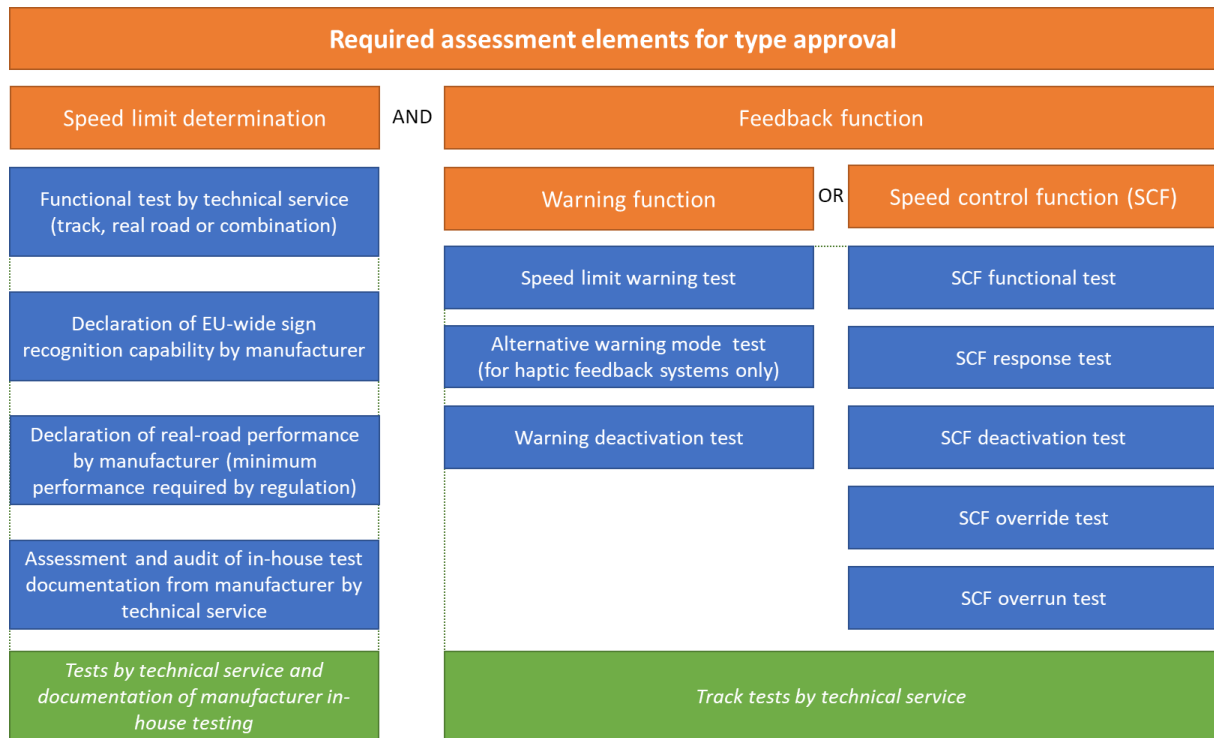 Required assessment elements for type approval
Speed limit determination
AND
Feedback function
Functional test by technical service
(track, real road or combination)
Declaration of EU-wide sign
recognition capability by manufacturer
Declaration of real-road performance
by manufacturer (minimum
performance required by regulation)
Assessment and audit of in-house test
documentation from manufacturer by
technical service
Tests by technical service and
documentation of manufacturer in-
house testing
Warning function
OR
Speed control function (SCF)
Speed limit warning test
Alternative warning mode test
(for haptic feedback systems only)
Warning deactivation test
SCF functional test
SCF response test
SCF deactivation test
SCF override test
SCF overrun test
Track tests by technical service